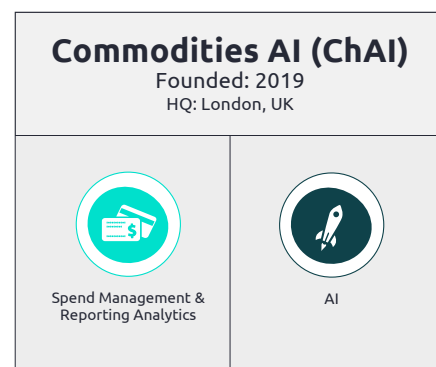 Commodities AI (ChAI)
Founded: 2019
HQ: London, UK
$
Spend Management &
Reporting Analytics
AI